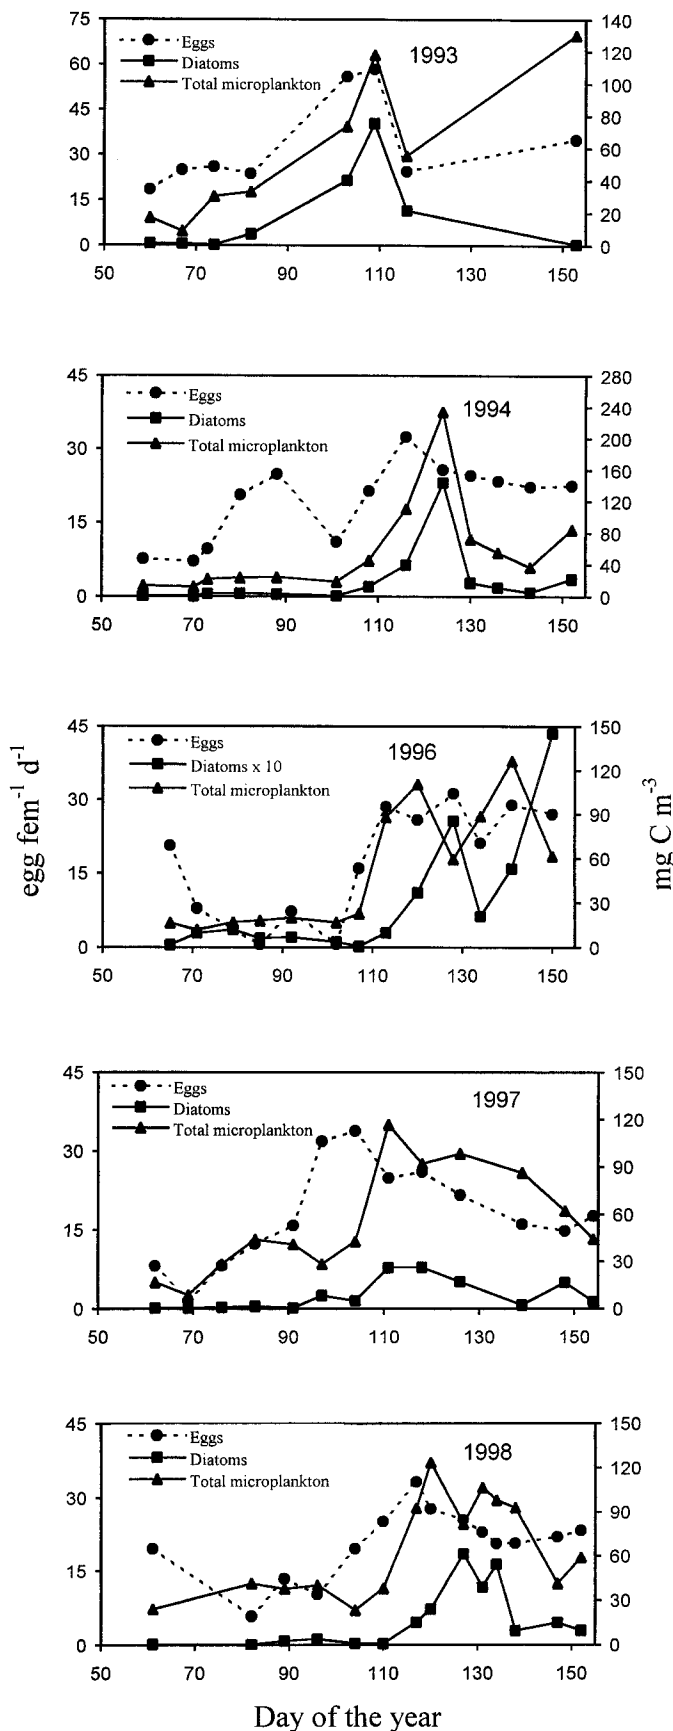 75 140
Eggs
1993
120
60 Diatoms
Total microplankton 100
45
80
30 60
40
15
20
0 0
50 70 90 110 130 150
45 280
Eggs
240
Diatoms
1994
30 Total microplankton 200
160
120
15
80
40
0 0
50 70 90 110 130 150
45 150
Eggs
1996
Diatoms x 10 120
30 Total microplankton
90
60
15
30
0 0
50 70 90 110 130 150
egg fem⁻¹ d⁻¹
mg C m⁻³
45 150
Eggs
1997
Diatoms
Total microplankton 120
30
90
60
15
30
0 0
50 70 90 110 130 150
45 150
Eggs
1998
Diatoms
120
Total microplankton
30
90
60
15
30
0 0
50 70 90 110 130 150
Day of the year